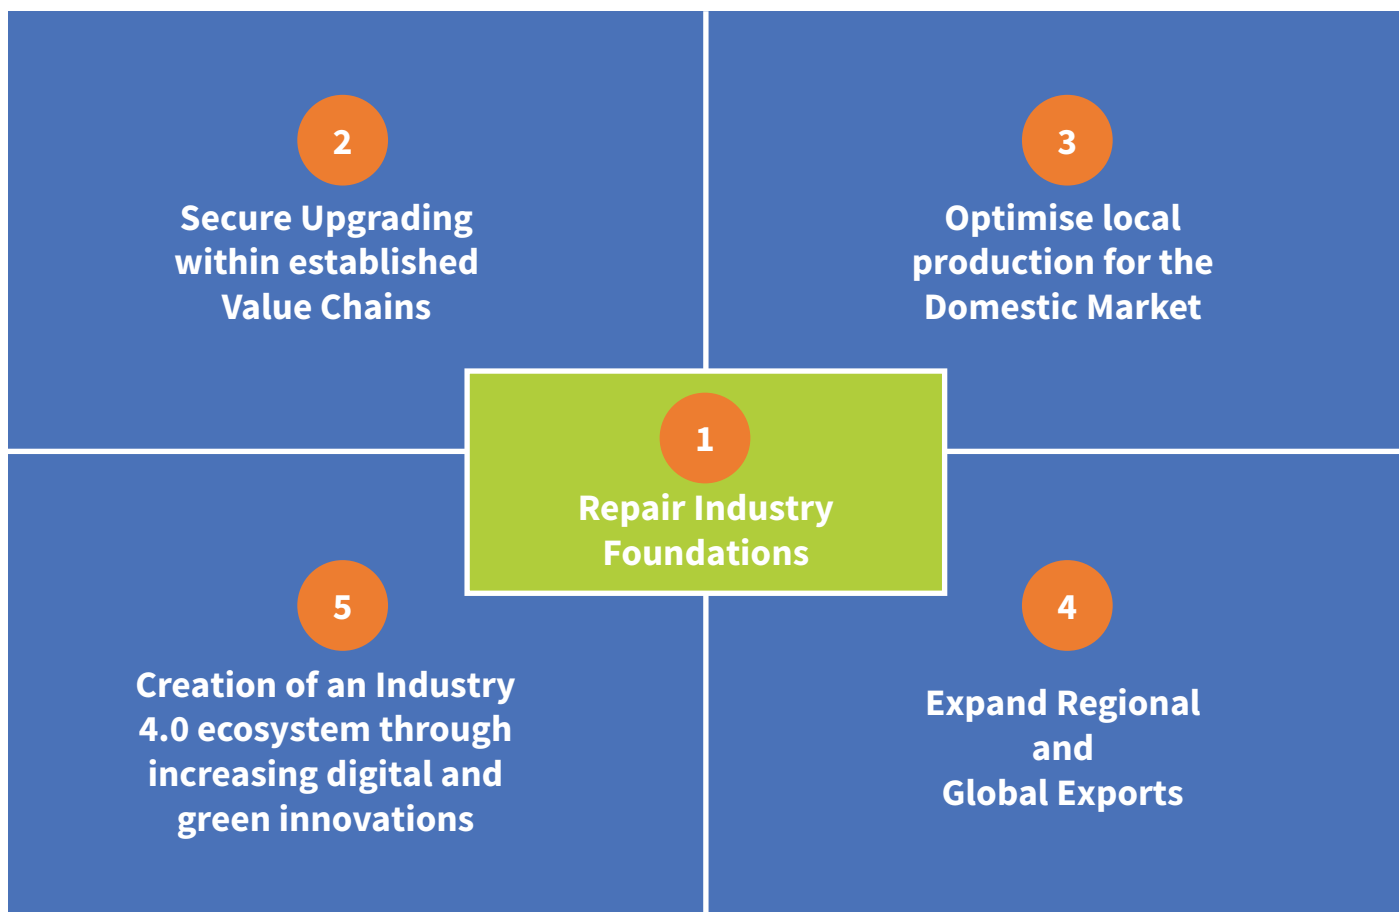 2
Secure Upgrading
within established
Value Chains
3
Optimise local
production for the
Domestic Market
1
Repair Industry
Foundations
5
Creation of an Industry
4.0 ecosystem through
increasing digital and
green innovations
4
Expand Regional
and
Global Exports